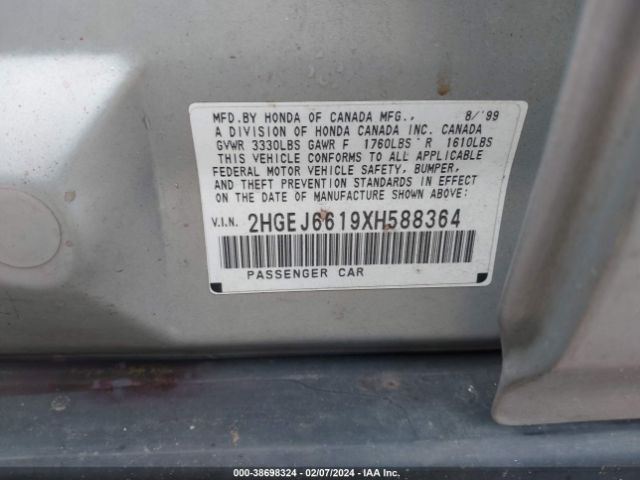 MFD.BY HONDA OF CANADA MFG., 8/'99
A DIVISION OF HONDA CANADA INC. CANADA
GVWR 3330LBS GAWR F 1760LBS R 1610LBS
THIS VEHICLE CONFORMS TO ALL APPLICABLE
FEDERAL MOTOR VEHICLE SAFETY, BUMPER,
AND THEFT PREVENTION STANDARDS IN EFFECT
ON THE DATE OF MANUFACTURE SHOWN ABOVE:
V.I.N. 2HGEJ6619XH588364
PASSENGER CAR
000-38698324 | 02/07/2024 | IAA Inc.